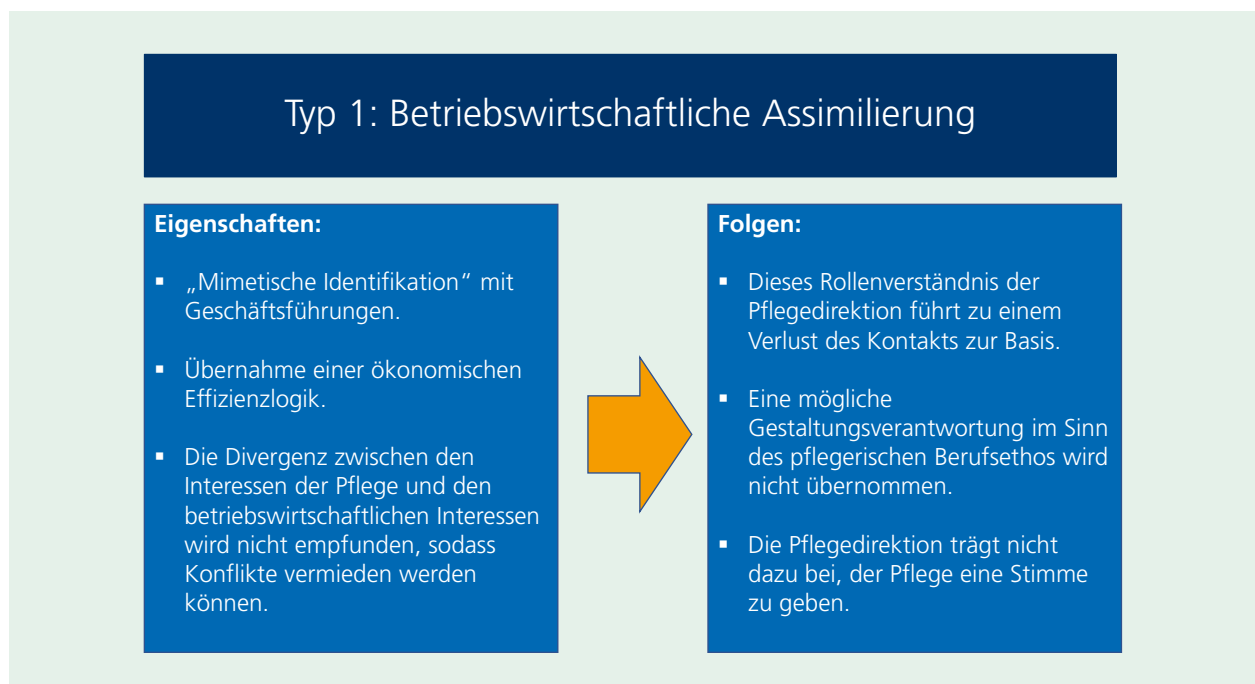 Typ 1: Betriebswirtschaftliche Assimilierung
Eigenschaften:
▪ „Mimetische Identifikation“ mit
Geschäftsführungen.
▪ Übernahme einer ökonomischen
Effizienzlogik.
▪ Die Divergenz zwischen den
Interessen der Pflege und den
betriebswirtschaftlichen Interessen
wird nicht empfunden, sodass
Konflikte vermieden werden
können.
Folgen:
▪ Dieses Rollenverständnis der
Pflegedirektion führt zu einem
Verlust des Kontakts zur Basis.
▪ Eine mögliche
Gestaltungsverantwortung im Sinn
des pflegerischen Berufsethos wird
nicht übernommen.
▪ Die Pflegedirektion trägt nicht
dazu bei, der Pflege eine Stimme
zu geben.